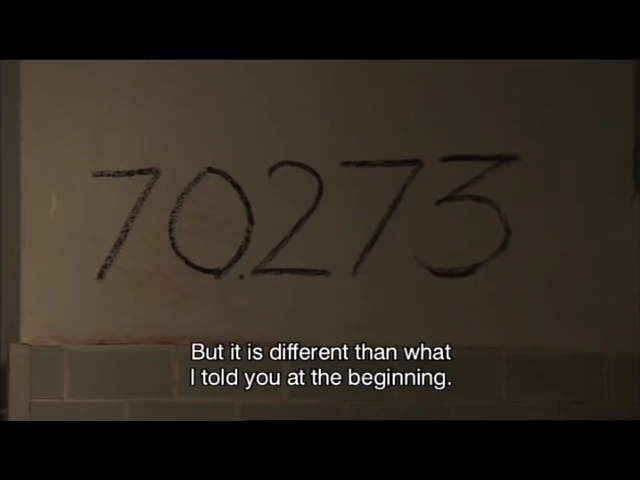 70.273
But it is different than what
I told you at the beginning.